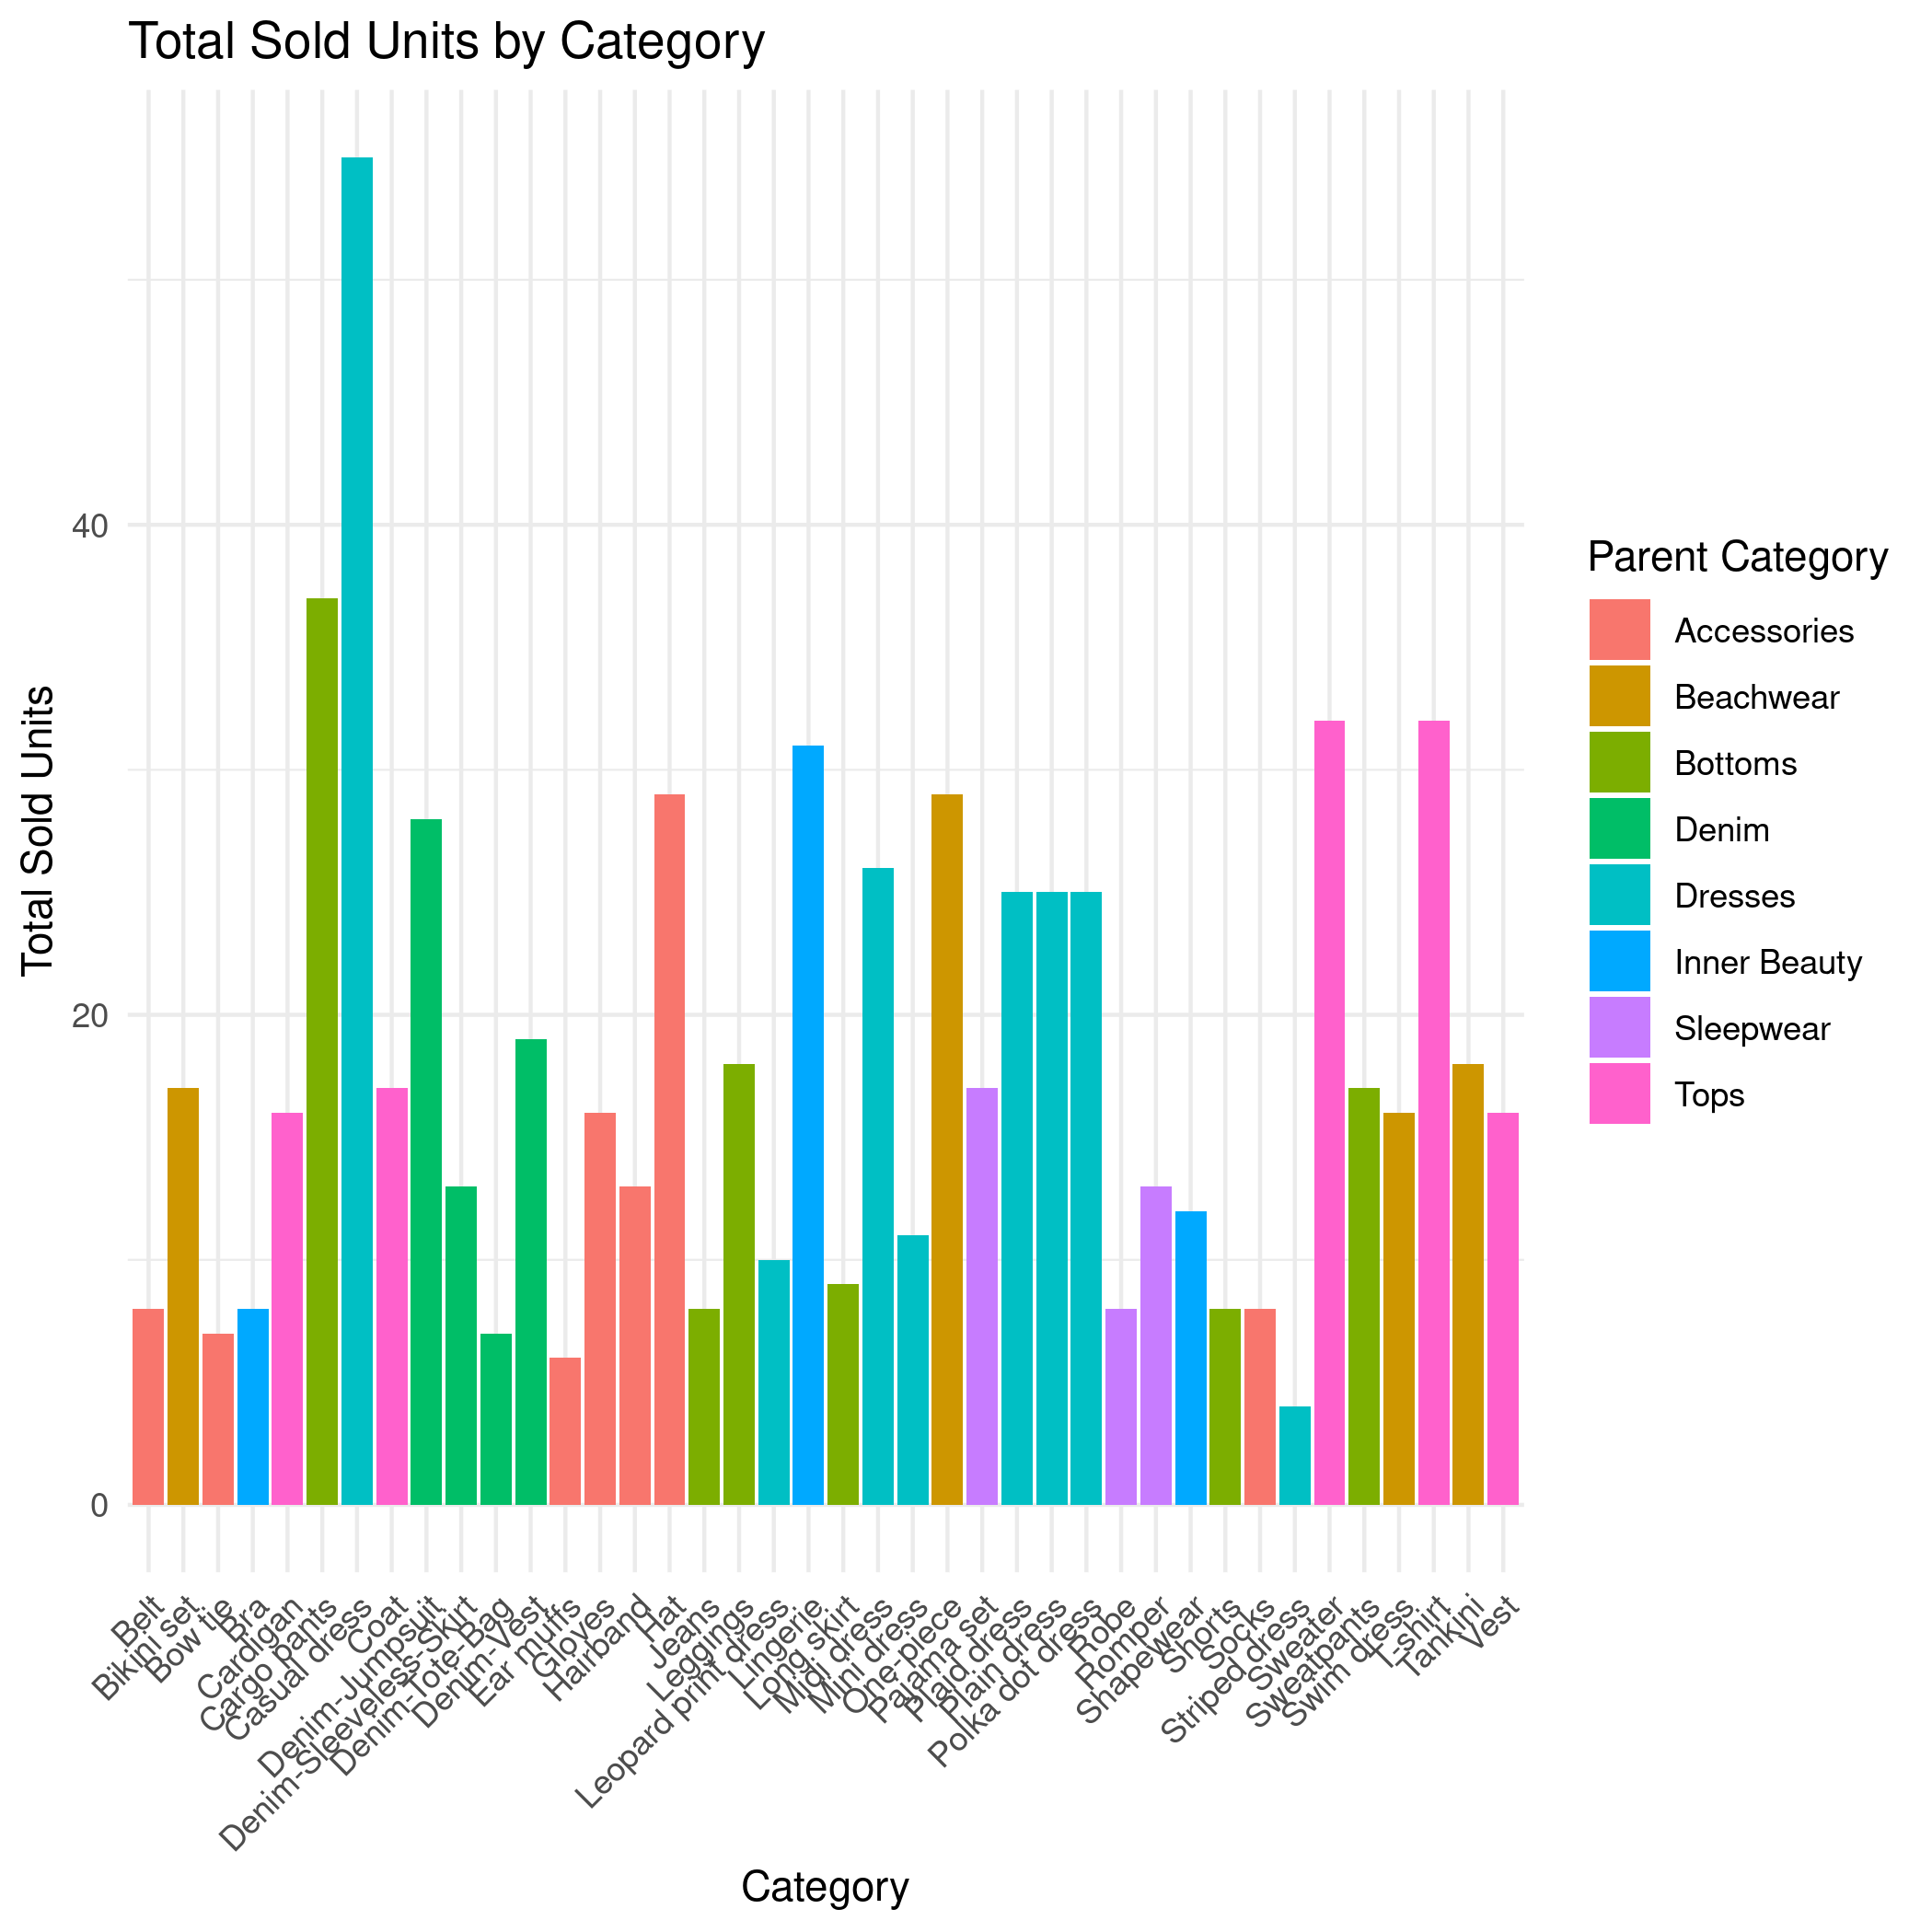 Total Sold Units by Category
Total Sold Units
40
20
0
Belt
Bikini set
Bow tie
Bra
Cardigan
Cargo pants
Casual dress
Coat
Denim-Jumpsuit
Denim-Sleeveless-Skirt
Denim-Tote-Bag
Denim-Vest
Ear muffs
Gloves
Hairband
Hat
Jeans
Leggings
Leopard print dress
Lingerie
Long skirt
Midi dress
Mini dress
One-piece
Pajama set
Plaid dress
Plain dress
Polka dot dress
Robe
Romper
Shapewear
Shorts
Socks
Striped dress
Sweater
Sweatpants
Swim dress
T-shirt
Tankini
Vest
Category
Parent Category
Accessories
Beachwear
Bottoms
Denim
Dresses
Inner Beauty
Sleepwear
Tops